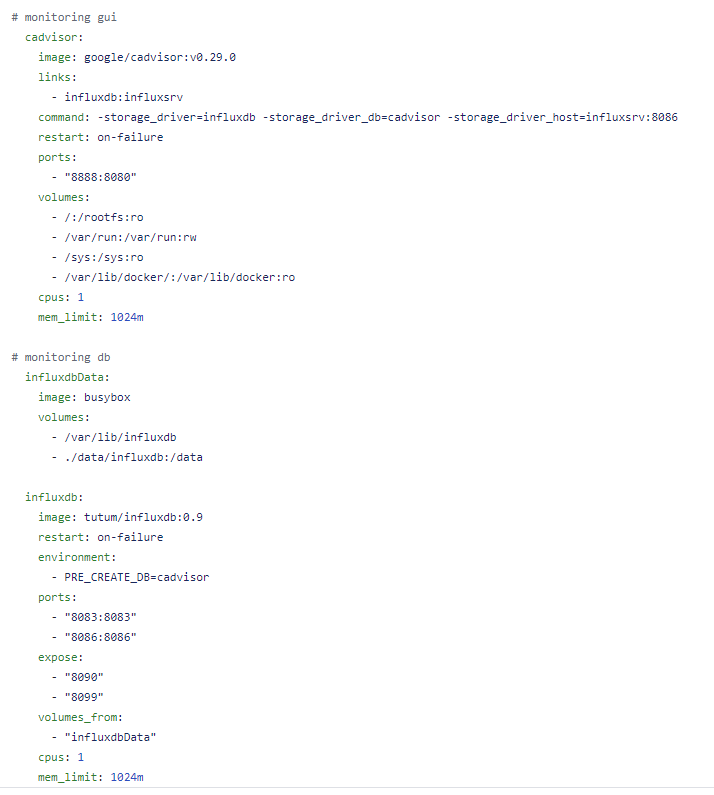 # monitoring gui
  cadvisor:
    image: google/cadvisor:v0.29.0
    links:
      - influxdb:influxsrv
    command: -storage_driver=influxdb -storage_driver_db=cadvisor -storage_driver_host=influxsrv:8086
    restart: on-failure
    ports:
      - "8888:8080"
    volumes:
      - /:/rootfs:ro
      - /var/run:/var/run:rw
      - /sys:/sys:ro
      - /var/lib/docker/:/var/lib/docker:ro
    cpus: 1
    mem_limit: 1024m

# monitoring db
  influxdbData:
    image: busybox
    volumes:
      - /var/lib/influxdb
      - ./data/influxdb:/data

  influxdb:
    image: tutum/influxdb:0.9
    restart: on-failure
    environment:
      - PRE_CREATE_DB=cadvisor
    ports:
      - "8083:8083"
      - "8086:8086"
    expose:
      - "8090"
      - "8099"
    volumes_from:
      - "influxdbData"
    cpus: 1
    mem_limit: 1024m